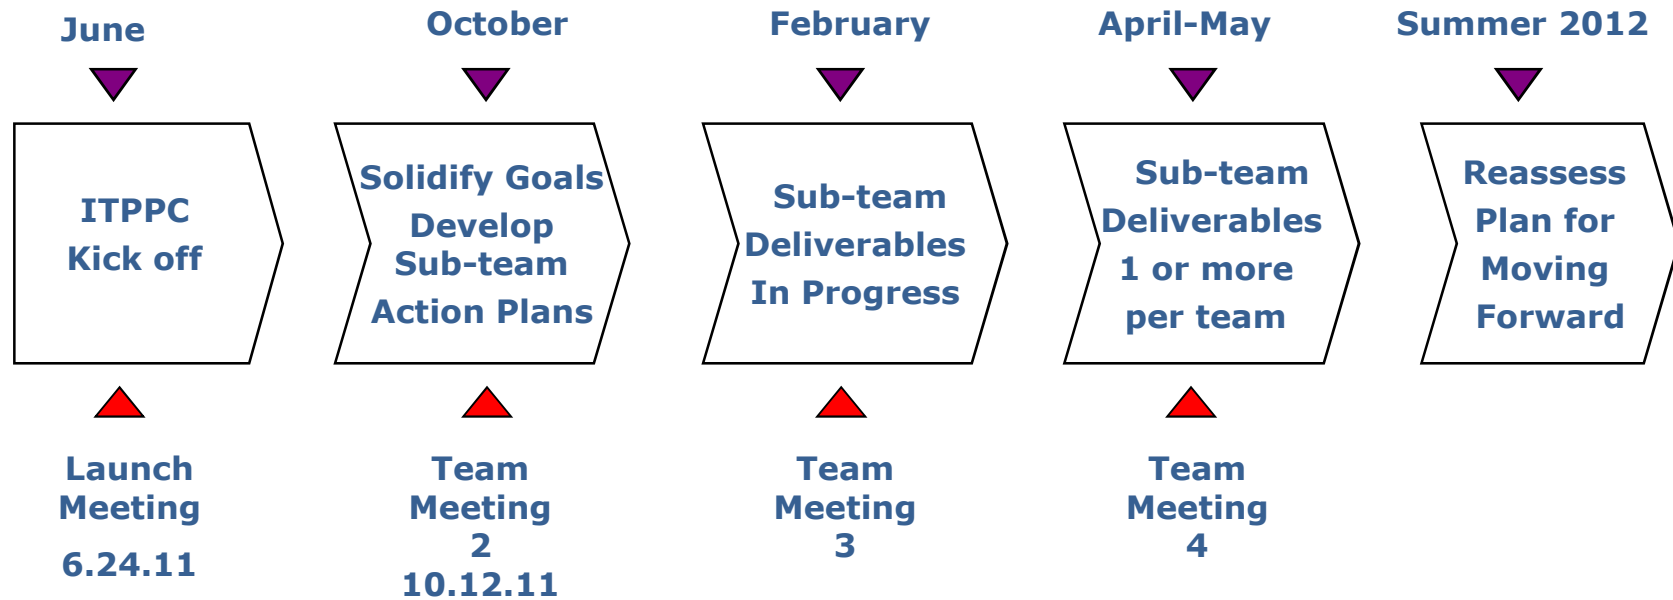 June
October
February
April-May
Summer 2012
ITPPC
Kick off
Solidify Goals
Develop
Sub-team
Action Plans
Sub-team
Deliverables
In Progress
Sub-team
Deliverables
1 or more
per team
Reassess
Plan for
Moving
Forward
Launch
Meeting
6.24.11
Team
Meeting
2
10.12.11
Team
Meeting
3
Team
Meeting
4